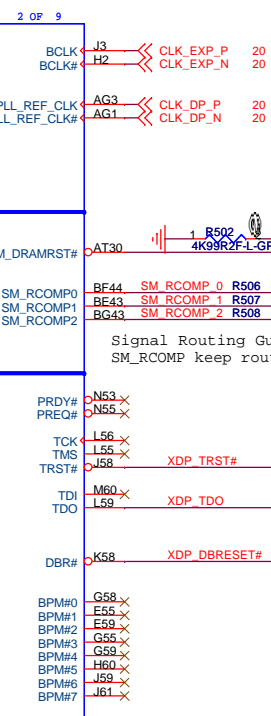 2 OF 9
BCLK J3 CLK_EXP_P 20
BCLK# H2 CLK_EXP_N 20
PLL_REF_CLK AG3 CLK_DP_P 20
LL_REF_CLK# AG1 CLK_DP_N 20
1 R502
4K99R2F-L-GP
M_DRAMRST# AT30
SM_RCOMP0 BF44 SM_RCOMP_0 R506
SM_RCOMP1 BE43 SM_RCOMP_1 R507
SM_RCOMP2 BG43 SM_RCOMP_2 R508
Signal Routing Gu
SM_RCOMP keep rout
PRDY# N53
PREQ# N55
TCK L56
TMS L55
TRST# J58 XDP_TRST#
TDI M60
TDO L59 XDP_TDO
DBR# K58 XDP_DBRESET#
BPM#0 G58
BPM#1 E55
BPM#2 E59
BPM#3 G55
BPM#4 G59
BPM#5 H60
BPM#6 J59
BPM#7 J61